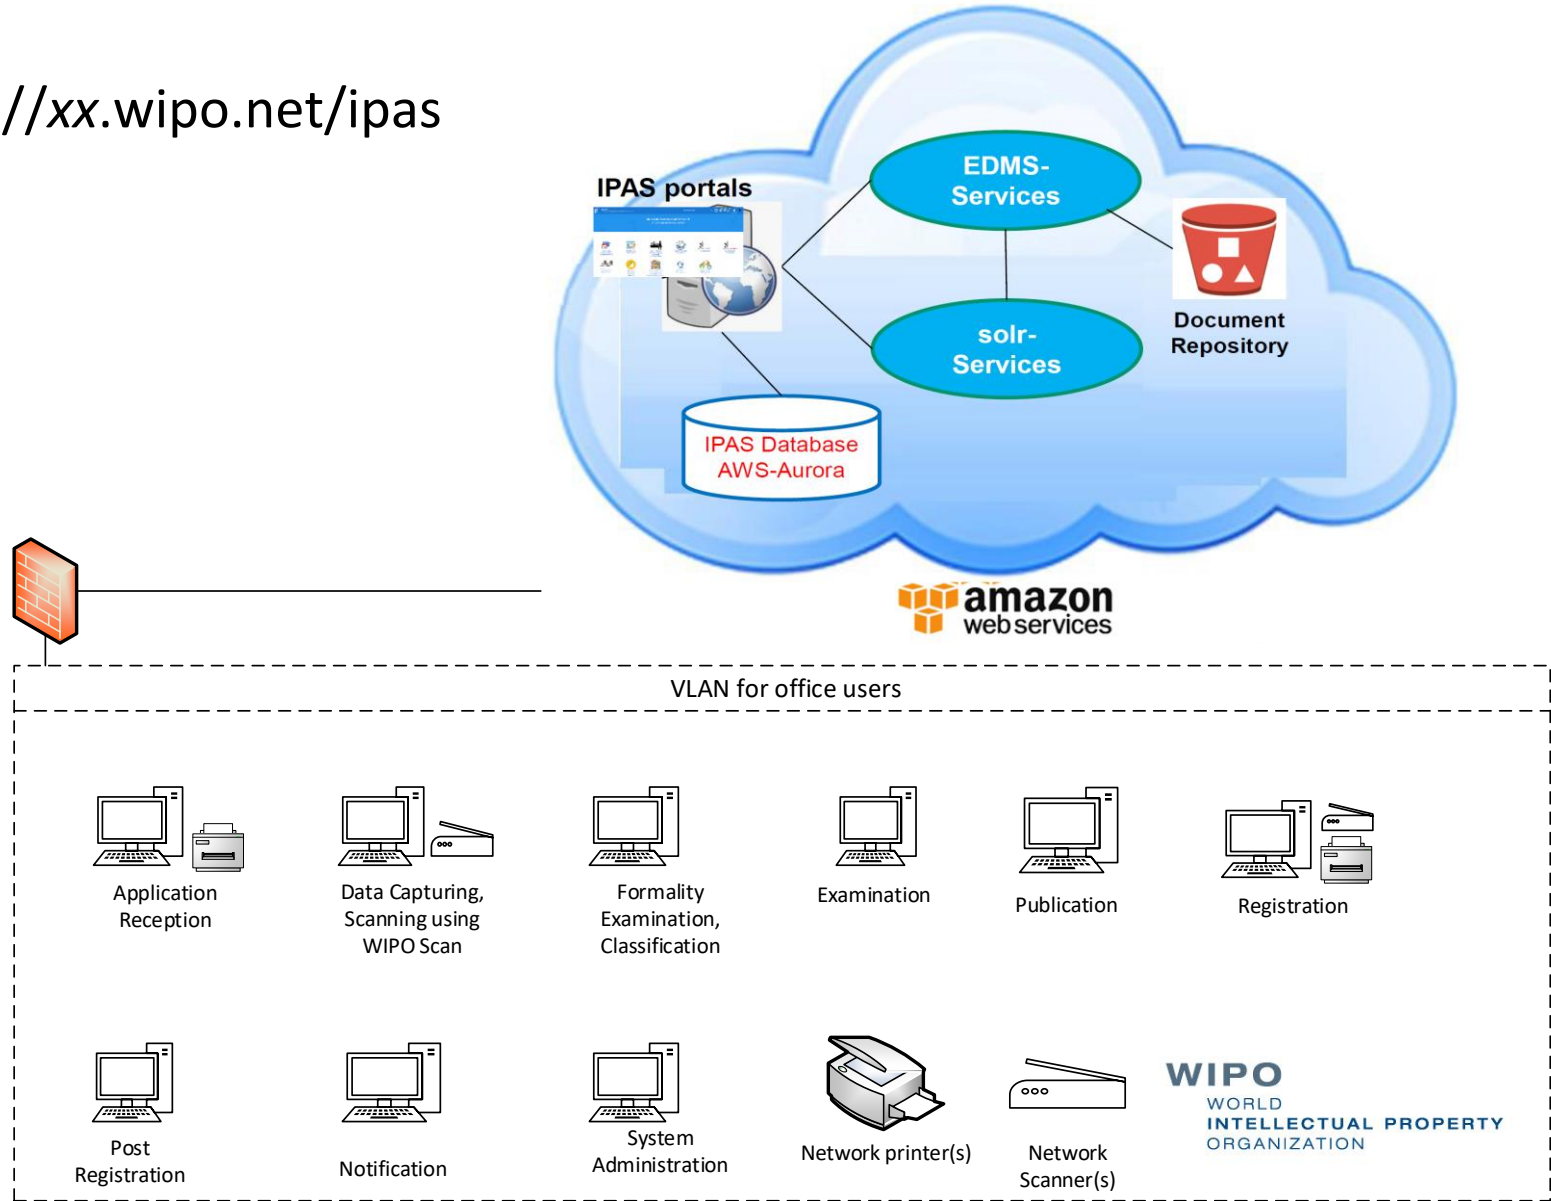 //xx.wipo.net/ipas
IPAS portals
EDMS-
Services
solr-
Services
Document
Repository
IPAS Database
AWS-Aurora
amazon
web services
VLAN for office users
Application
Reception
Data Capturing,
Scanning using
WIPO Scan
Formality
Examination,
Classification
Examination
Publication
Registration
Post
Registration
Notification
System
Administration
Network printer(s)
Network
Scanner(s)
WIPO
WORLD
INTELLECTUAL PROPERTY
ORGANIZATION